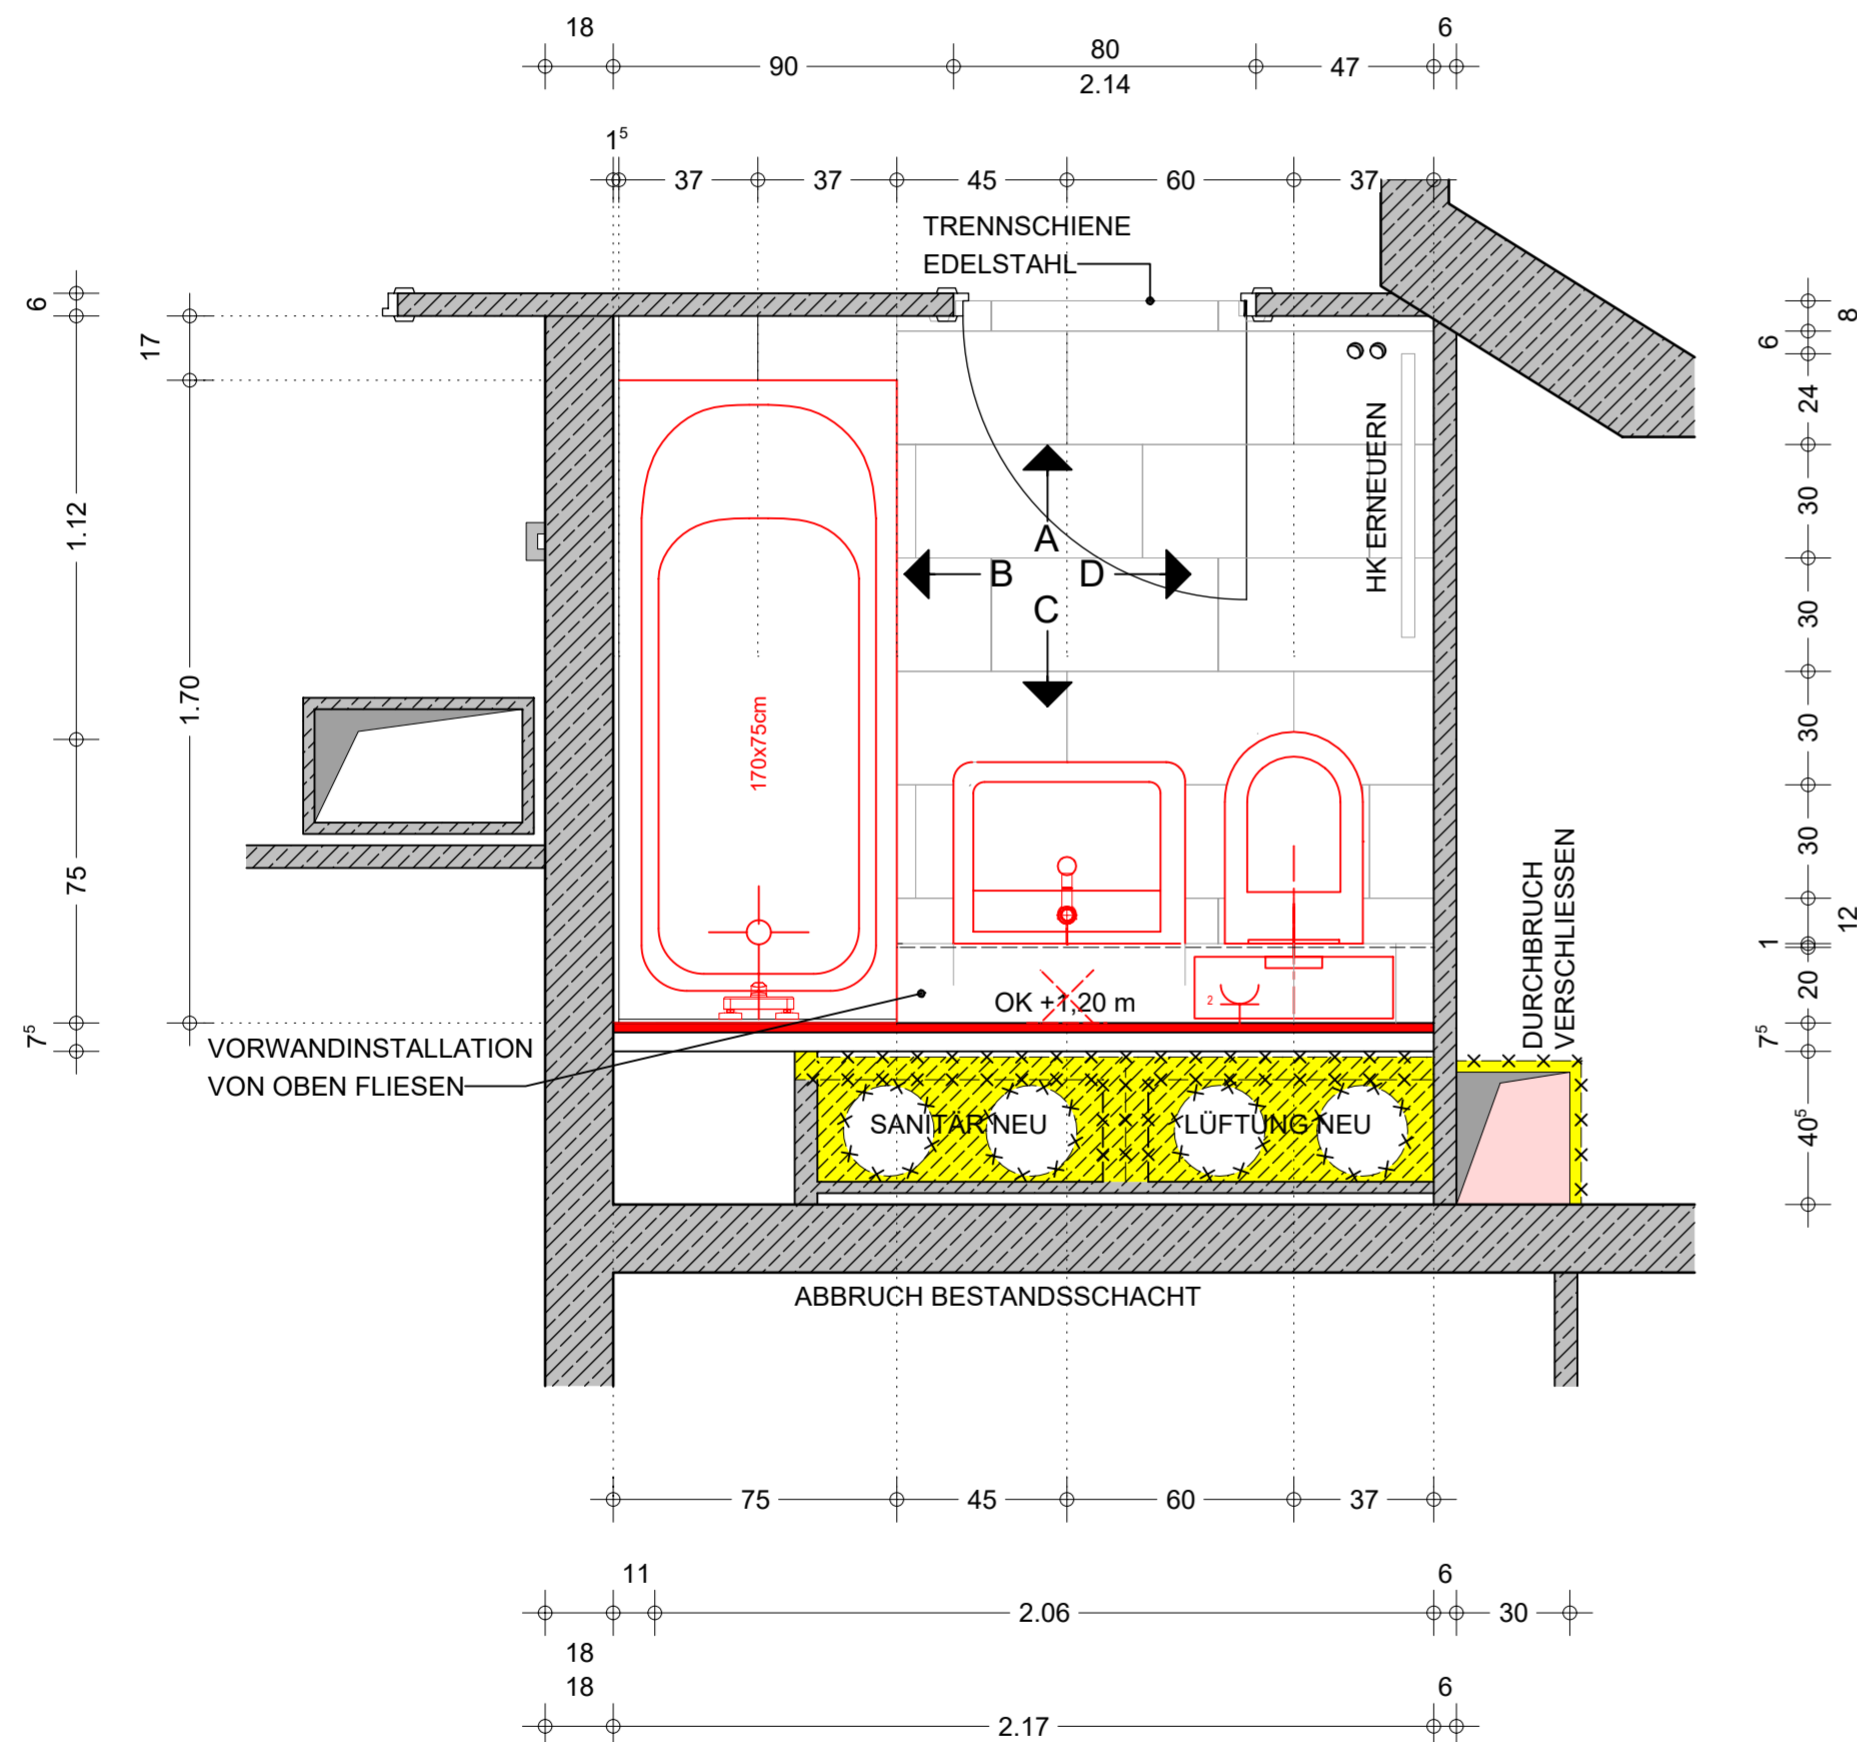 18
6
90
80
47
2.14
1⁵
37
37
45
60
37
TRENNSCHIENE
EDELSTAHL
6
17
1.12
1.70
75
7⁵
8
6
24
30
30
30
30
12
1
20
7⁵
40⁵
HK ERNEUERN
A
B
D
C
170x75cm
DURCHBRUCH
VERSCHLIESSEN
2
OK +1,20 m
VORWANDINSTALLATION
VON OBEN FLIESEN
SANITÄR NEU
LÜFTUNG NEU
ABBRUCH BESTANDSSCHACHT
75
45
60
37
11
6
2.06
30
18
18
6
2.17